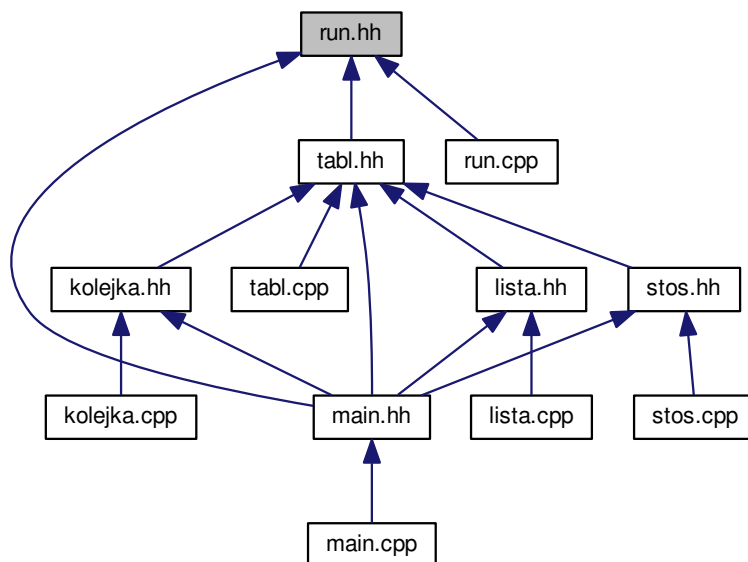 run.hh
tabl.hh
run.cpp
kolejka.hh
tabl.cpp
lista.hh
stos.hh
kolejka.cpp
main.hh
lista.cpp
stos.cpp
main.cpp